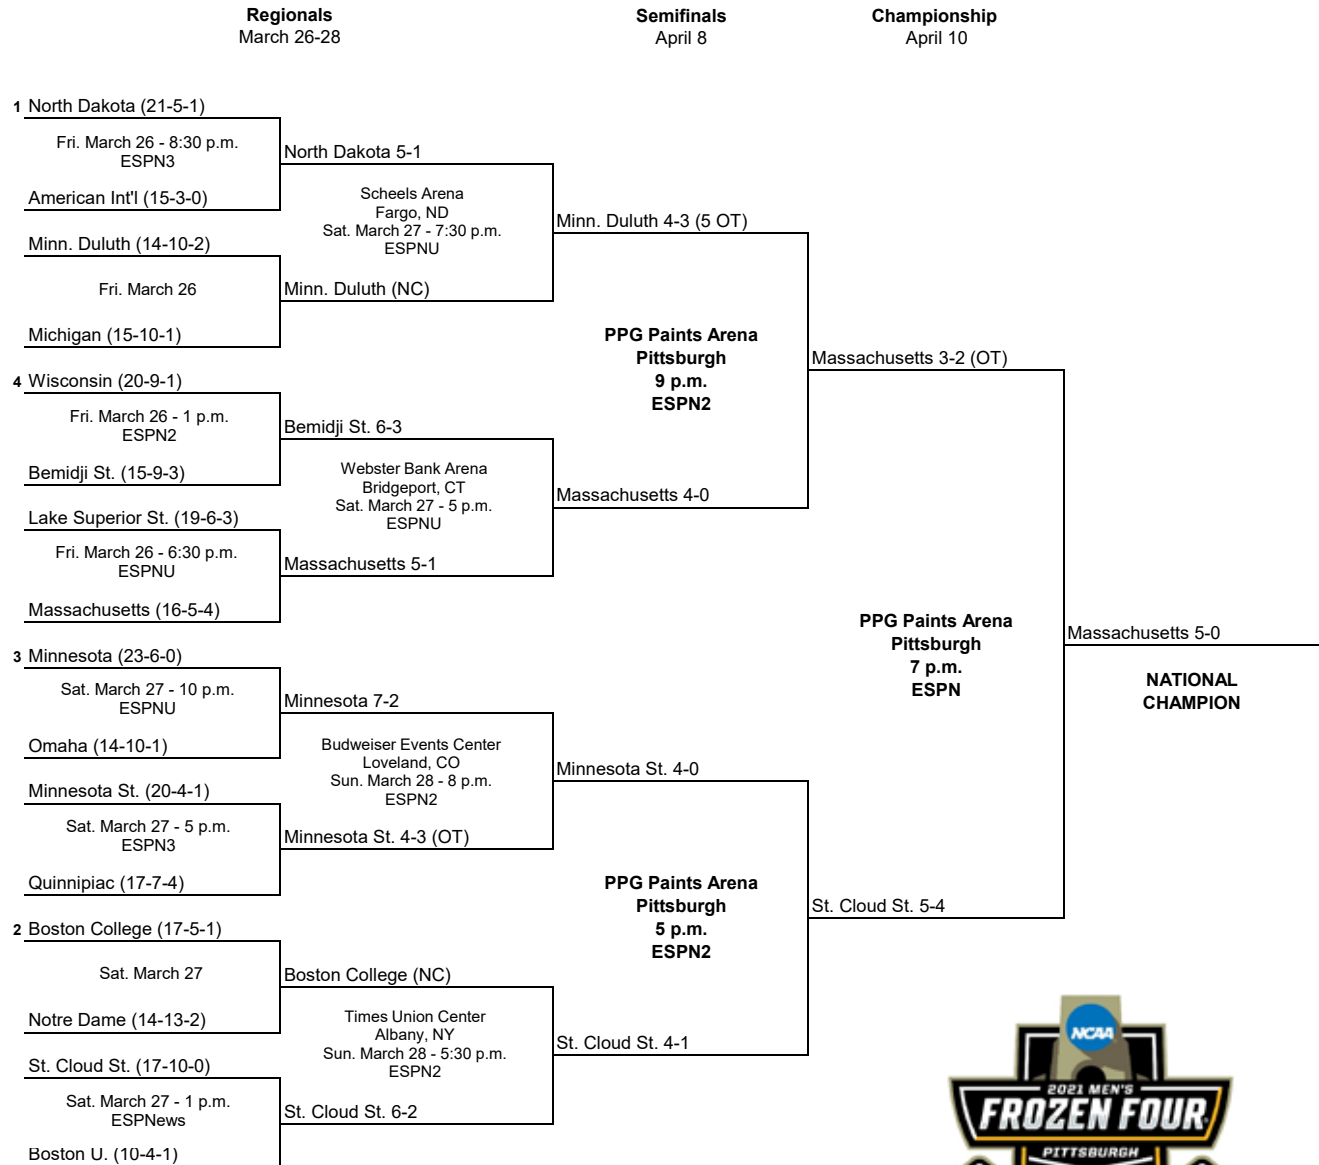 Regionals
March 26-28
Semifinals
April 8
Championship
April 10
1 North Dakota (21-5-1)
Fri. March 26 - 8:30 p.m.
ESPN3
American Int'l (15-3-0)
North Dakota 5-1
Scheels Arena
Fargo, ND
Sat. March 27 - 7:30 p.m.
ESPNU
Minn. Duluth (14-10-2)
Fri. March 26
Michigan (15-10-1)
Minn. Duluth (NC)
Minn. Duluth 4-3 (5 OT)
PPG Paints Arena
Pittsburgh
9 p.m.
ESPN2
4 Wisconsin (20-9-1)
Fri. March 26 - 1 p.m.
ESPN2
Bemidji St. (15-9-3)
Bemidji St. 6-3
Webster Bank Arena
Bridgeport, CT
Sat. March 27 - 5 p.m.
ESPNU
Lake Superior St. (19-6-3)
Fri. March 26 - 6:30 p.m.
ESPNU
Massachusetts (16-5-4)
Massachusetts 5-1
Massachusetts 4-0
Massachusetts 3-2 (OT)
PPG Paints Arena
Pittsburgh
7 p.m.
ESPN
Massachusetts 5-0
NATIONAL
CHAMPION
3 Minnesota (23-6-0)
Sat. March 27 - 10 p.m.
ESPNU
Omaha (14-10-1)
Minnesota 7-2
Budweiser Events Center
Loveland, CO
Sun. March 28 - 8 p.m.
ESPN2
Minnesota St. (20-4-1)
Sat. March 27 - 5 p.m.
ESPN3
Quinnipiac (17-7-4)
Minnesota St. 4-3 (OT)
Minnesota St. 4-0
PPG Paints Arena
Pittsburgh
5 p.m.
ESPN2
St. Cloud St. 5-4
2 Boston College (17-5-1)
Sat. March 27
Notre Dame (14-13-2)
Boston College (NC)
Times Union Center
Albany, NY
Sun. March 28 - 5:30 p.m.
ESPN2
St. Cloud St. (17-10-0)
Sat. March 27 - 1 p.m.
ESPNews
Boston U. (10-4-1)
St. Cloud St. 6-2
St. Cloud St. 4-1
NCAA
2021 MEN'S
FROZEN FOUR
PITTSBURGH